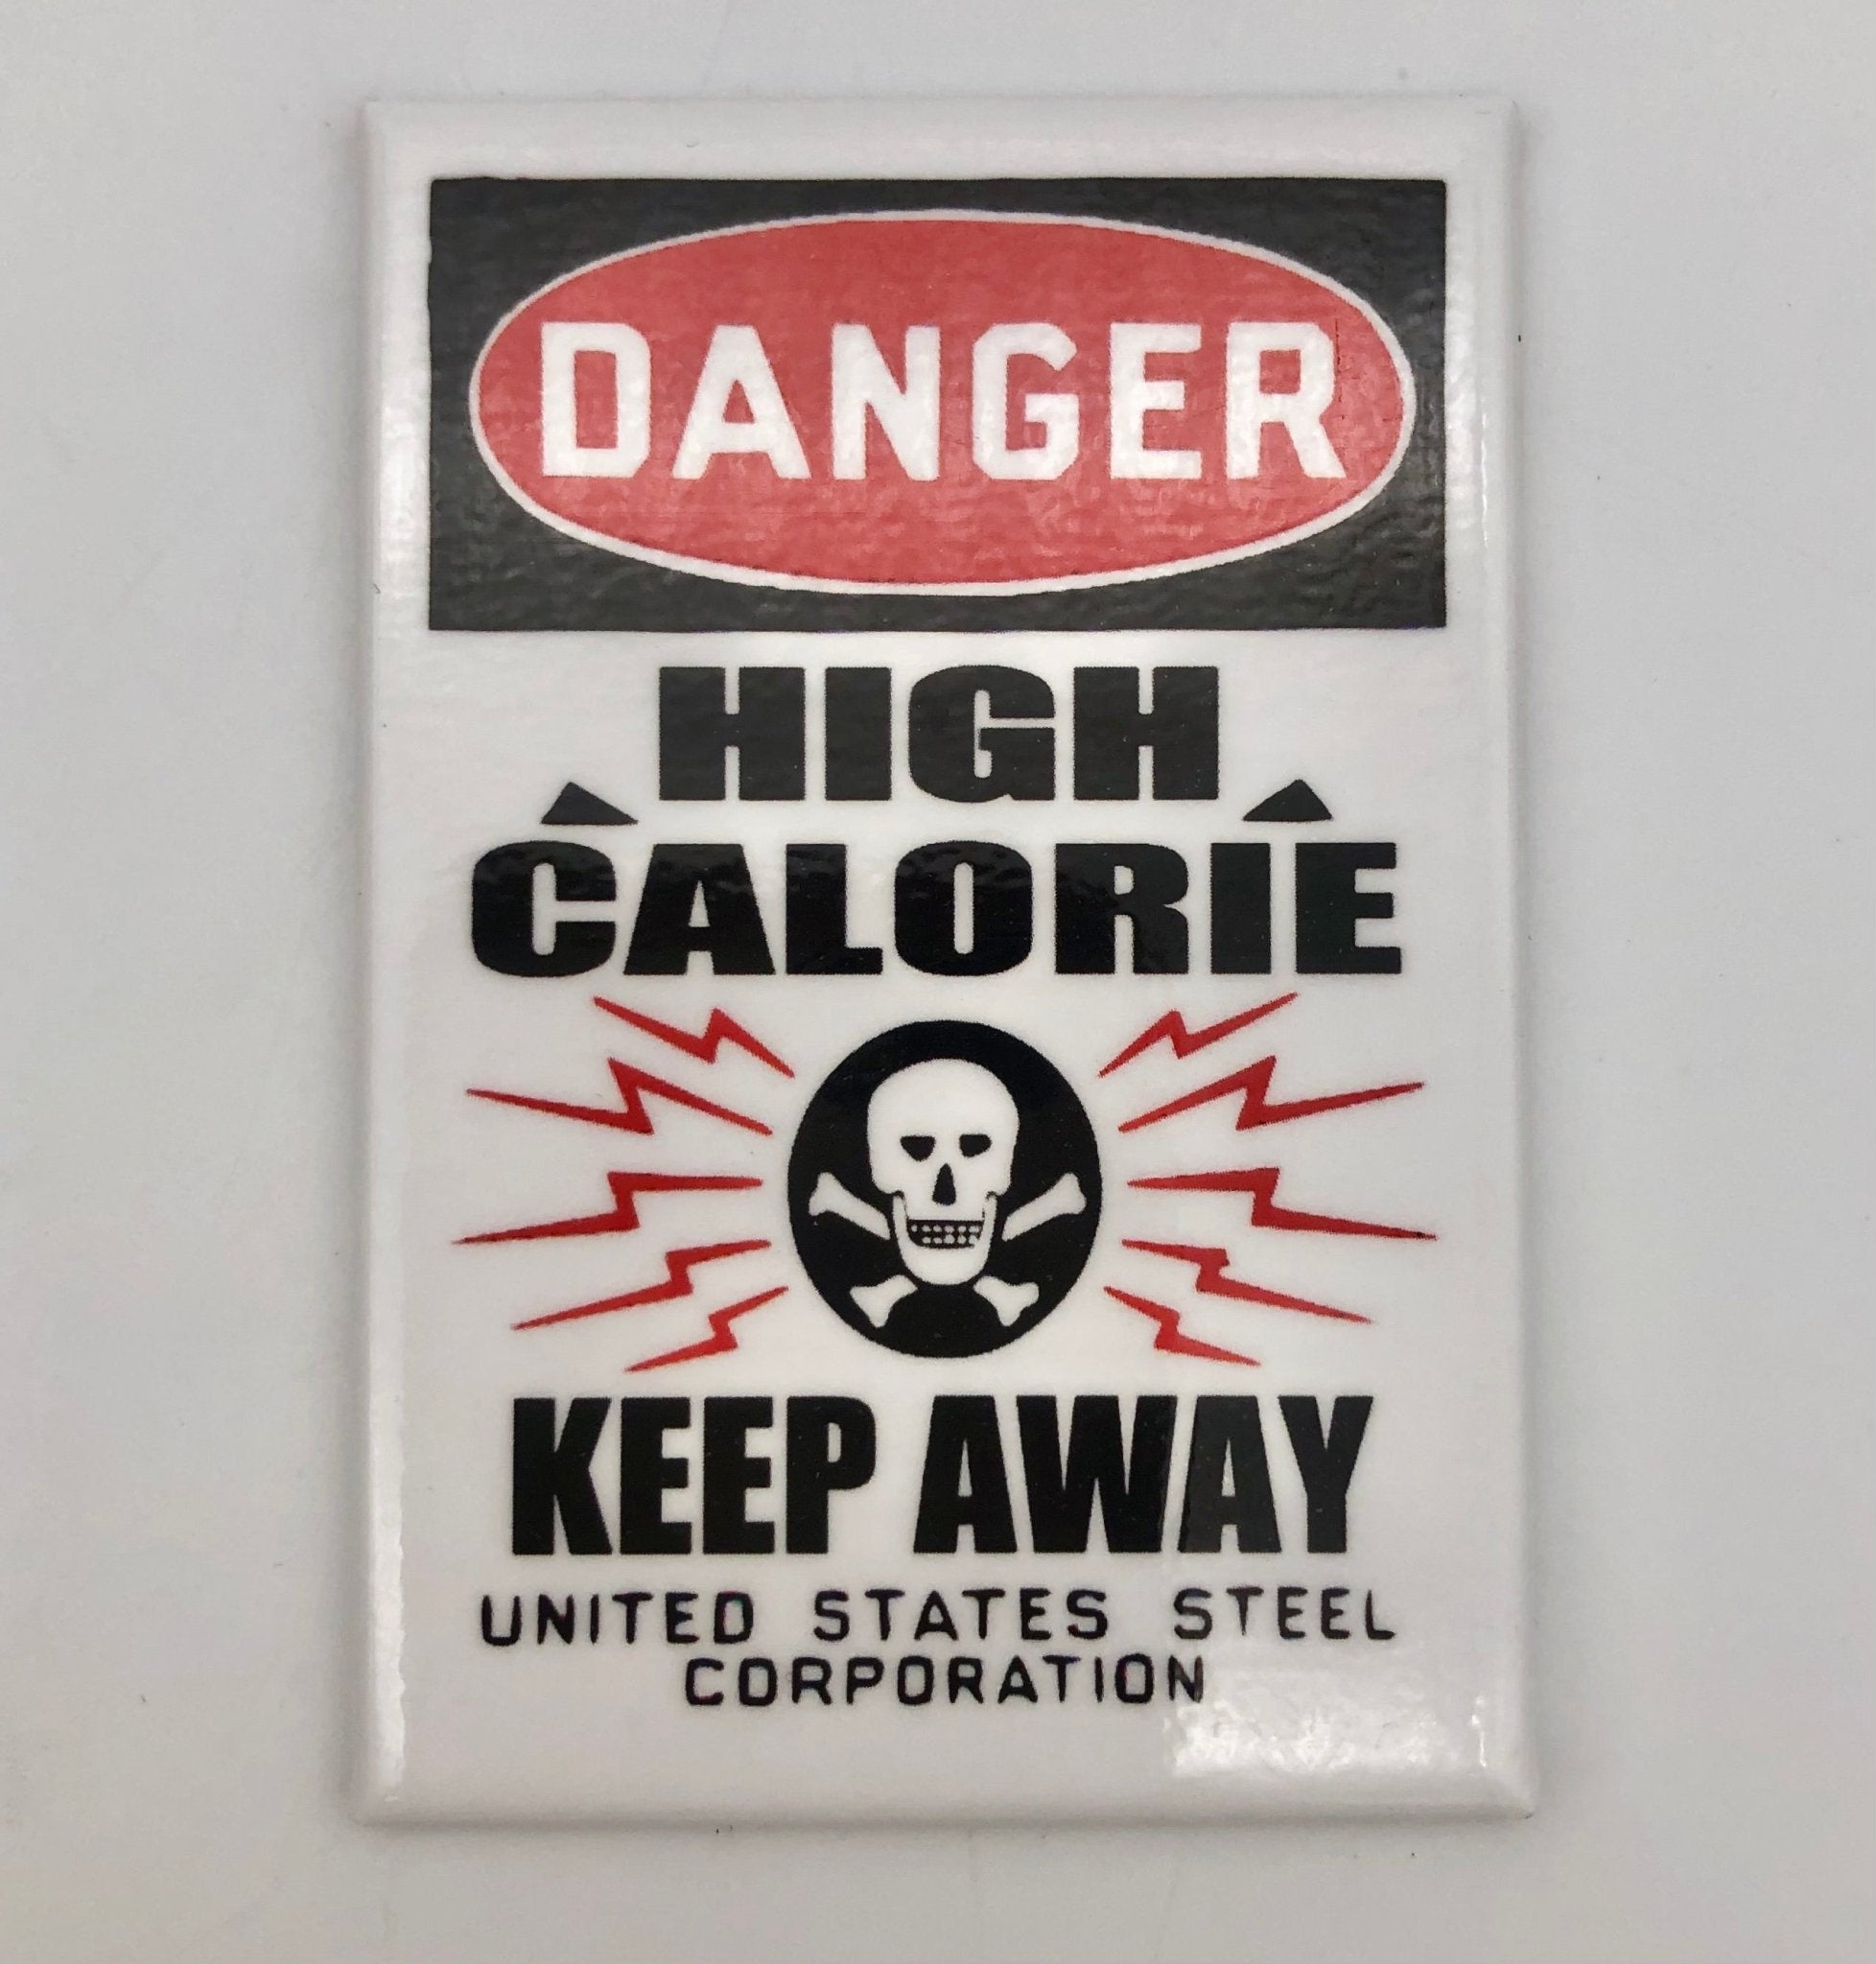 DANGER
HIGH
CALORIE
KEEP AWAY
UNITED STATES STEEL
CORPORATION